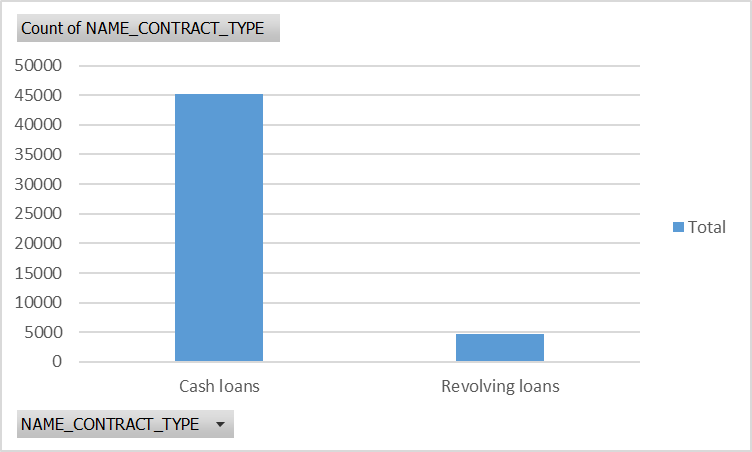 Count of NAME_CONTRACT_TYPE
50000
45000
40000
35000
30000
25000
20000
15000
10000
5000
0
Cash loans
Revolving loans
Total
NAME_CONTRACT_TYPE